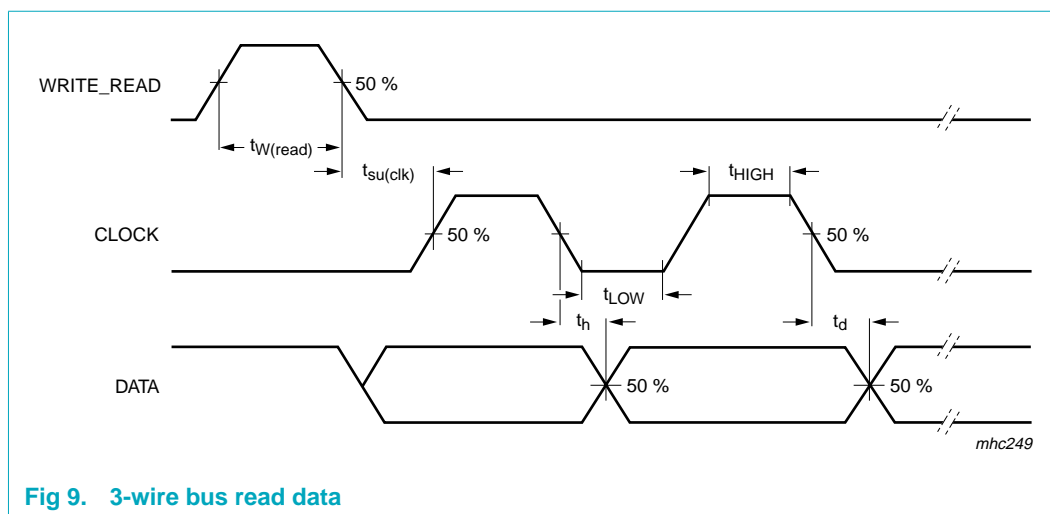 WRITE_READ
50 %
tW(read)
tsu(clk)
tHIGH
CLOCK
50 %
50 %
tLOW
th
td
DATA
50 %
50 %
mhc249
Fig 9. 3-wire bus read data